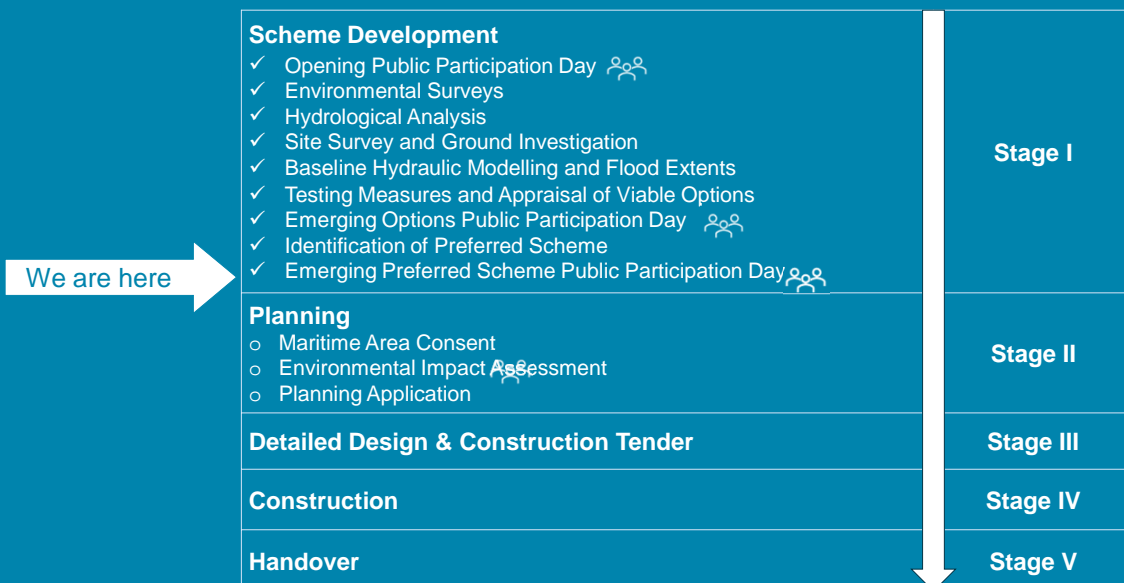 Scheme Development
✓ Opening Public Participation Day
✓ Environmental Surveys
✓ Hydrological Analysis
✓ Site Survey and Ground Investigation
✓ Baseline Hydraulic Modelling and Flood Extents
✓ Testing Measures and Appraisal of Viable Options
✓ Emerging Options Public Participation Day
✓ Identification of Preferred Scheme
✓ Emerging Preferred Scheme Public Participation Day
Stage I
We are here
Planning
o Maritime Area Consent
o Environmental Impact Assessment
o Planning Application
Stage II
Detailed Design & Construction Tender
Stage III
Construction
Stage IV
Handover
Stage V